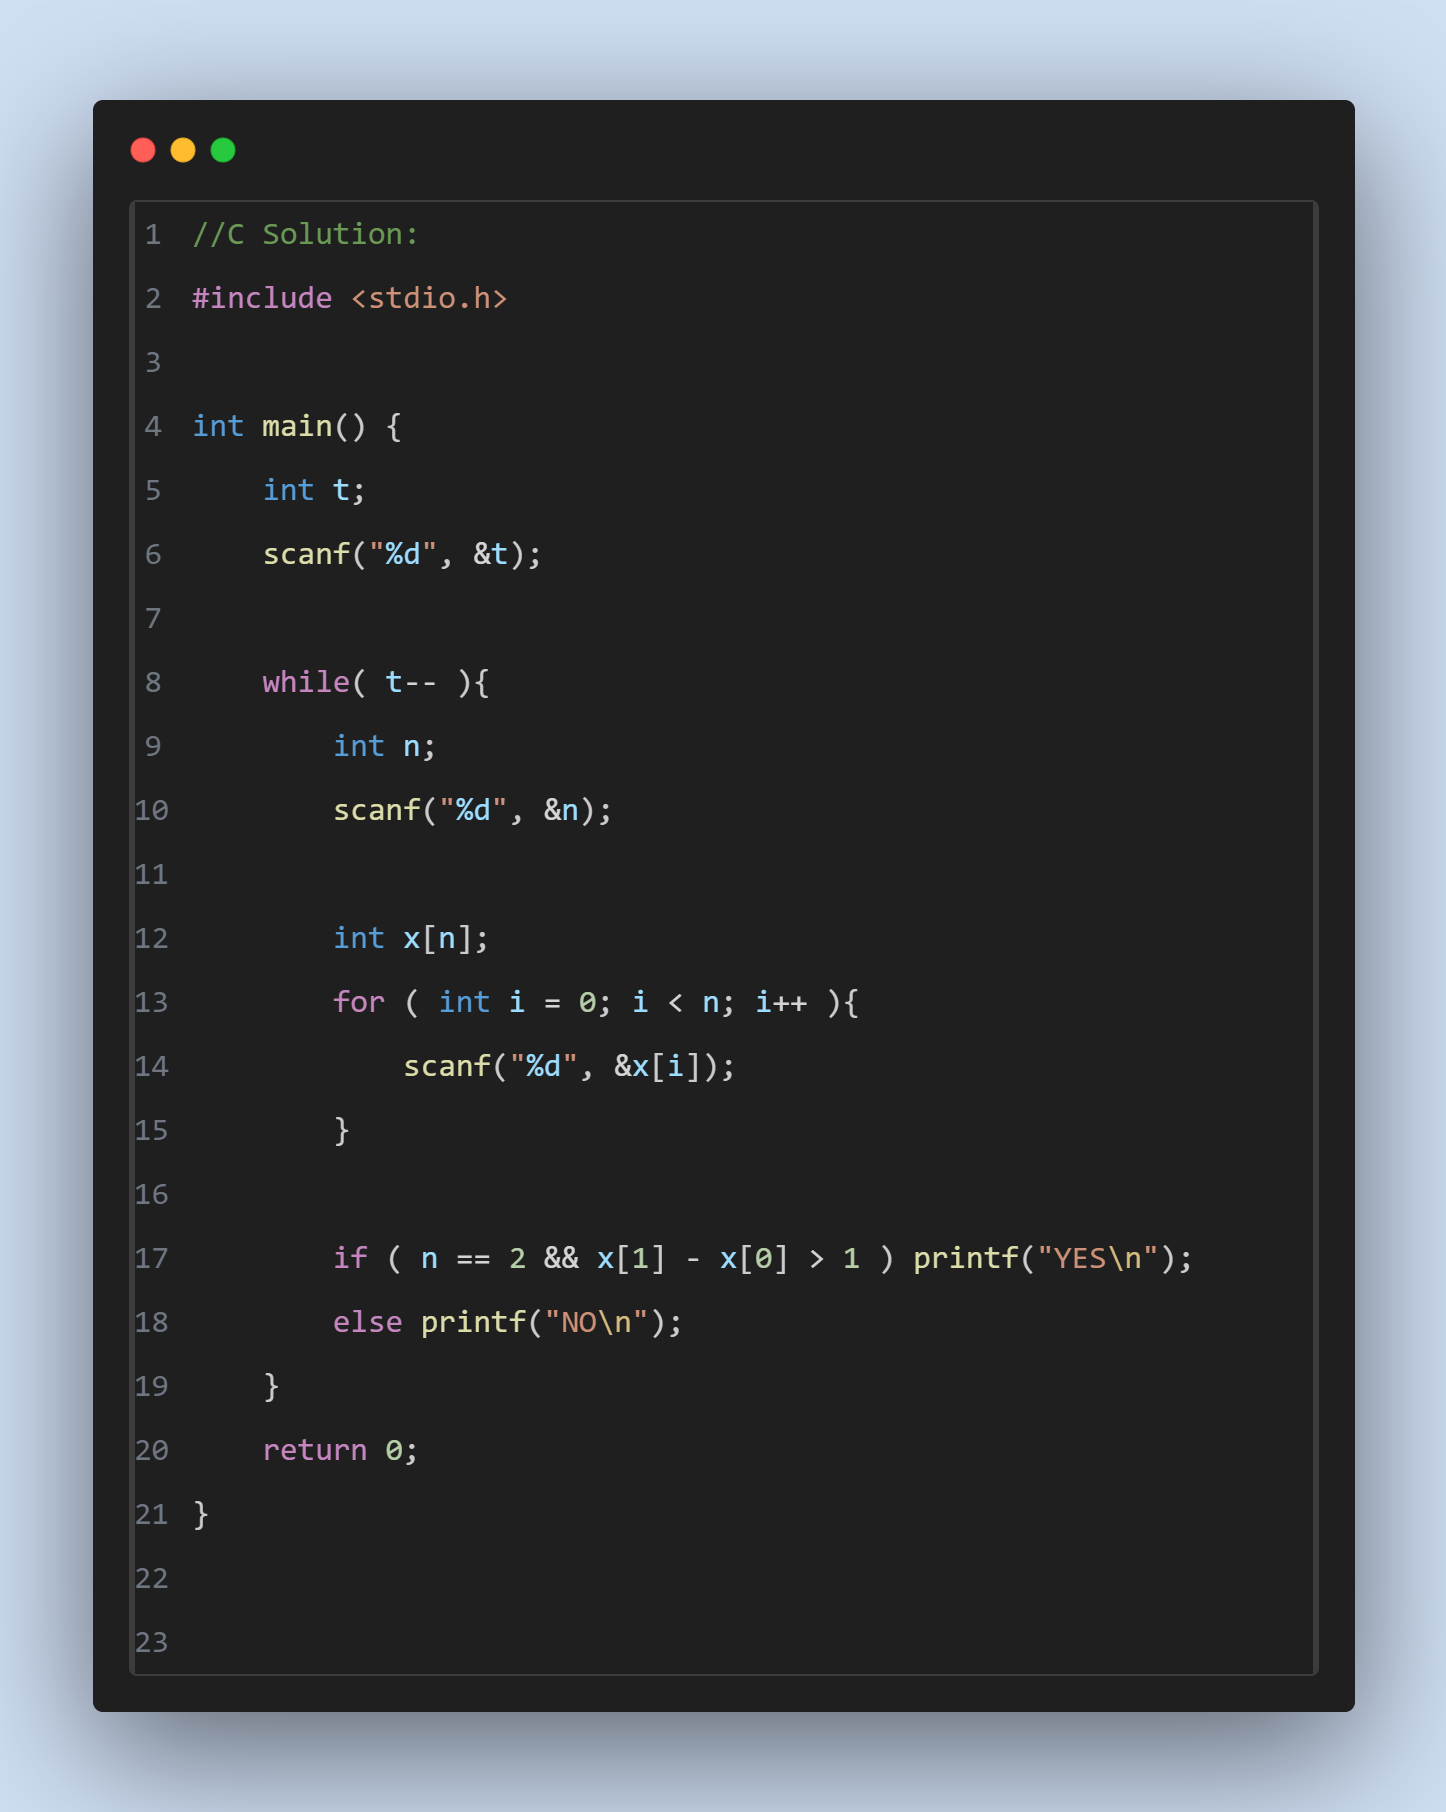 1 //C Solution:
2 #include <stdio.h>
3
4 int main() {
5     int t;
6     scanf("%d", &t);
7
8     while( t-- ){
9         int n;
10         scanf("%d", &n);
11
12         int x[n];
13         for ( int i = 0; i < n; i++ ){
14             scanf("%d", &x[i]);
15         }
16
17         if ( n == 2 && x[1] - x[0] > 1 ) printf("YES\n");
18         else printf("NO\n");
19     }
20     return 0;
21 }
22
23